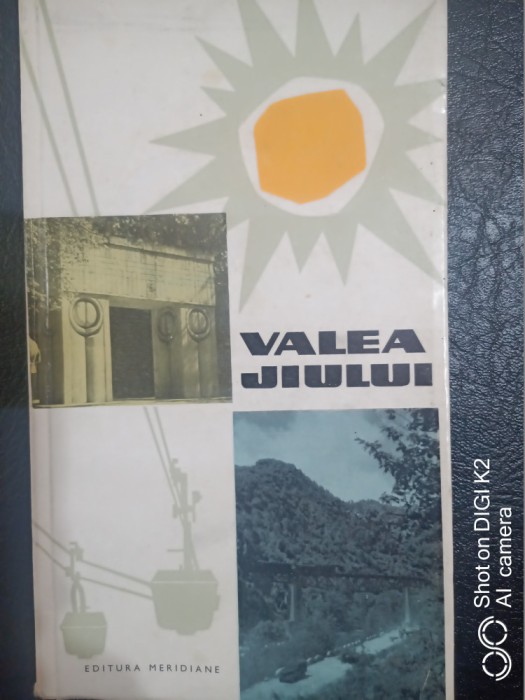 VALEA
JIULUI
EDITURA MERIDIANE
Shot on DIGI K2
AI camera